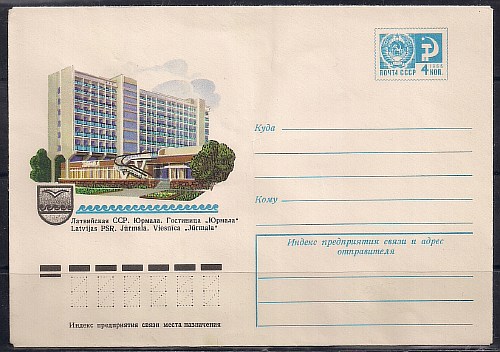 1966
ПОЧТА СССР 4 КОП.
Куда
Кому
Латвийская ССР. Юрмала. Гостиница „Юрмала“
Latvijas PSR. Jūrmala. Viesnīca „Jūrmala“
Индекс предприятия связи и адрес
отправителя
Индекс предприятия связи места назначения